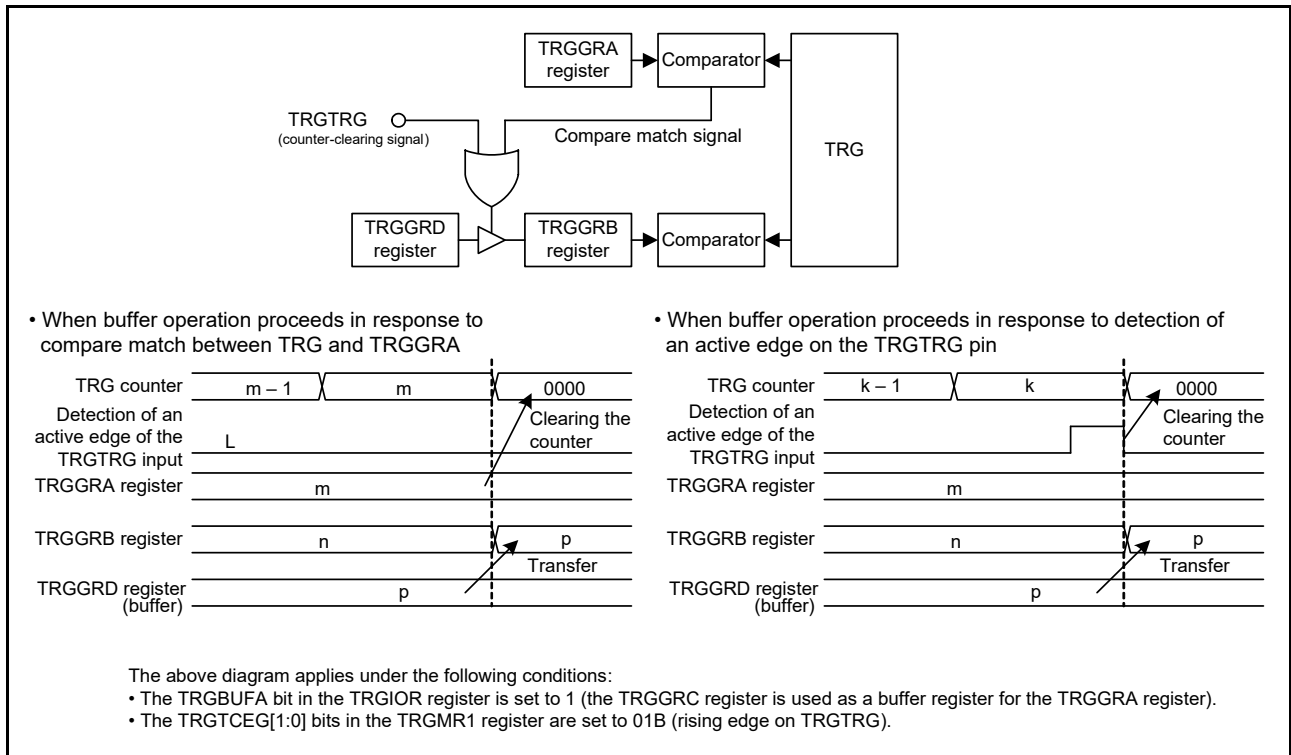 TRGGRA
register
Comparator
TRGTRG
(counter-clearing signal)
Compare match signal
TRG
TRGGRD
register
TRGGRB
register
Comparator
• When buffer operation proceeds in response to
compare match between TRG and TRGGRA
TRG counter
m – 1
m
0000
Detection of an
active edge of the
TRGTRG input
L
Clearing the
counter
TRGGRA register
m
TRGGRB register
n
p
Transfer
TRGGRD register
(buffer)
p
• When buffer operation proceeds in response to detection of
an active edge on the TRGTRG pin
TRG counter
k – 1
k
0000
Detection of an
active edge of the
TRGTRG input
Clearing the
counter
TRGGRA register
m
TRGGRB register
n
p
Transfer
TRGGRD register
(buffer)
p
The above diagram applies under the following conditions:
• The TRGBUFA bit in the TRGIOR register is set to 1 (the TRGGRC register is used as a buffer register for the TRGGRA register).
• The TRGTCEG[1:0] bits in the TRGMR1 register are set to 01B (rising edge on TRGTRG).